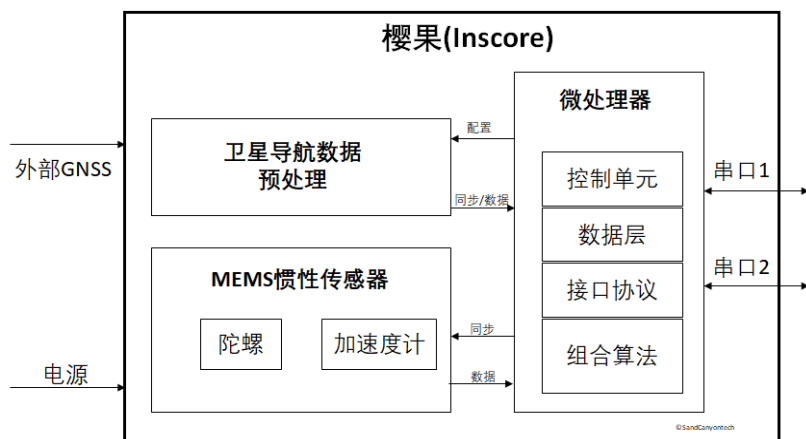 樱果(Inscore)
微处理器
配置
卫星导航数据
预处理
外部GNSS
控制单元
串口1
同步/数据
数据层
串口2
MEMS惯性传感器
接口协议
同步
陀螺
加速度计
组合算法
电源
数据
©SandCanyontech